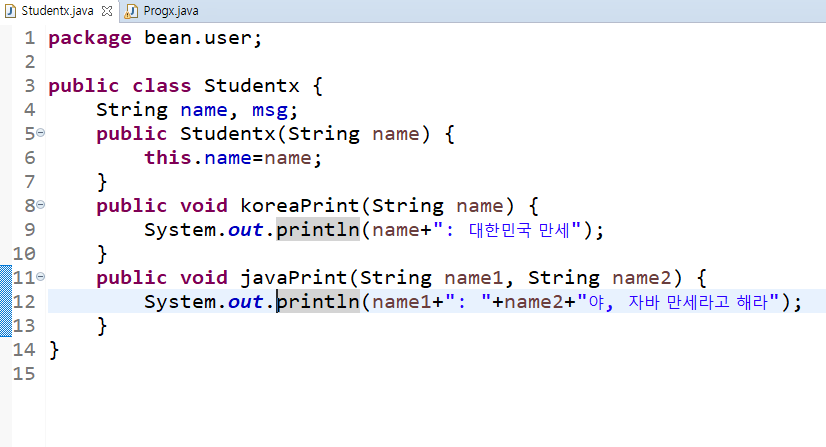 Studentx.java Progx.java
1 package bean.user;
2
3 public class Studentx {
4 String name, msg;
5 public Studentx(String name) {
6 this.name=name;
7 }
8 public void koreaPrint(String name) {
9 System.out.println(name+": 대한민국 만세");
10 }
11 public void javaPrint(String name1, String name2) {
12 System.out.println(name1+": "+name2+"야, 자바 만세라고 해라");
13 }
14 }
15